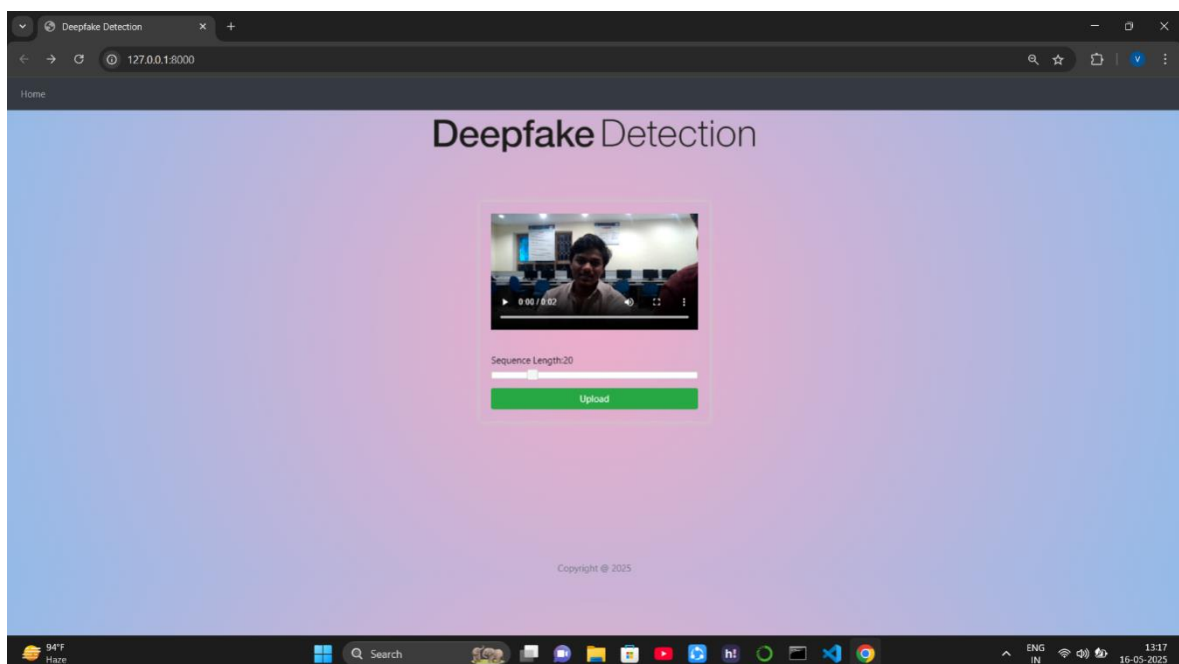 Deepfake Detection
127.0.0.1:8000
V
Home
Deepfake Detection
0:00 / 0:02
Sequence Length:20
Upload
Copyright @ 2025
94°F
Haze
Search
h!
ENG
IN
13:17
16-05-2025